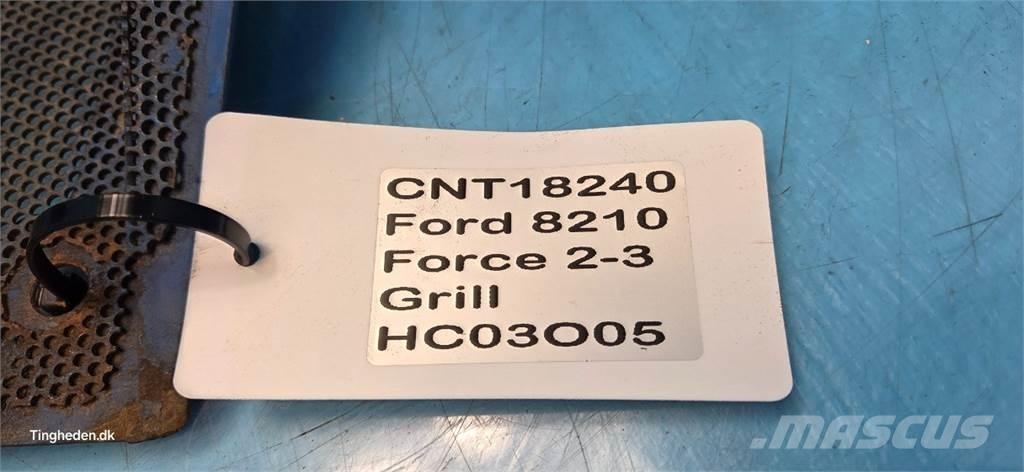 CNT18240
Ford 8210
Force 2-3
Grill
HC03O05
Tingheden.dk
MASCUS